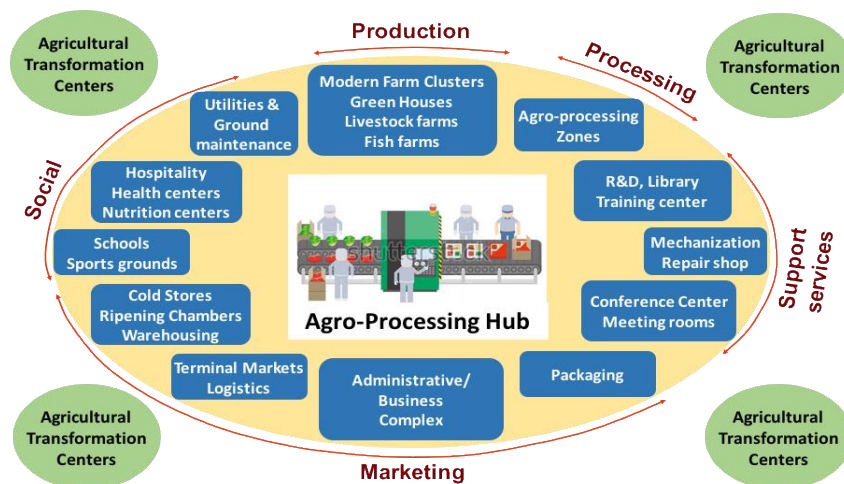 Production
Agricultural
Transformation
Centers
Agricultural
Transformation
Centers
Processing
Modern Farm Clusters
Green Houses
Livestock farms
Fish farms
Utilities &
Ground
maintenance
Agro-processing
Zones
Social
Hospitality
Health centers
Nutrition centers
R&D, Library
Training center
Schools
Sports grounds
shutterstock
Mechanization
Repair shop
Support
services
Cold Stores
Ripening Chambers
Warehousing
Agro-Processing Hub
Conference Center
Meeting rooms
Terminal Markets
Logistics
Administrative/
Business
Complex
Packaging
Agricultural
Transformation
Centers
Agricultural
Transformation
Centers
Marketing